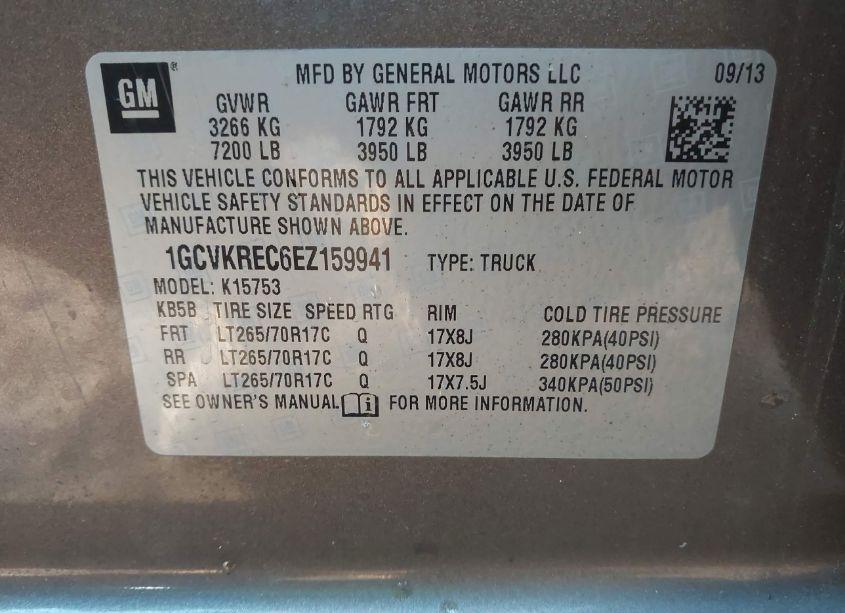 GM® MFD BY GENERAL MOTORS LLC 09/13
GVWR GAWR FRT GAWR RR
3266 KG 1792 KG 1792 KG
7200 LB 3950 LB 3950 LB
THIS VEHICLE CONFORMS TO ALL APPLICABLE U.S. FEDERAL MOTOR
VEHICLE SAFETY STANDARDS IN EFFECT ON THE DATE OF
MANUFACTURE SHOWN ABOVE.
1GCVKREC6EZ159941 TYPE: TRUCK
MODEL: K15753
KB5B TIRE SIZE SPEED RTG RIM COLD TIRE PRESSURE
FRT LT265/70R17C Q 17X8J 280KPA(40PSI)
RR LT265/70R17C Q 17X8J 280KPA(40PSI)
SPA LT265/70R17C Q 17X7.5J 340KPA(50PSI)
SEE OWNER'S MANUAL i FOR MORE INFORMATION.